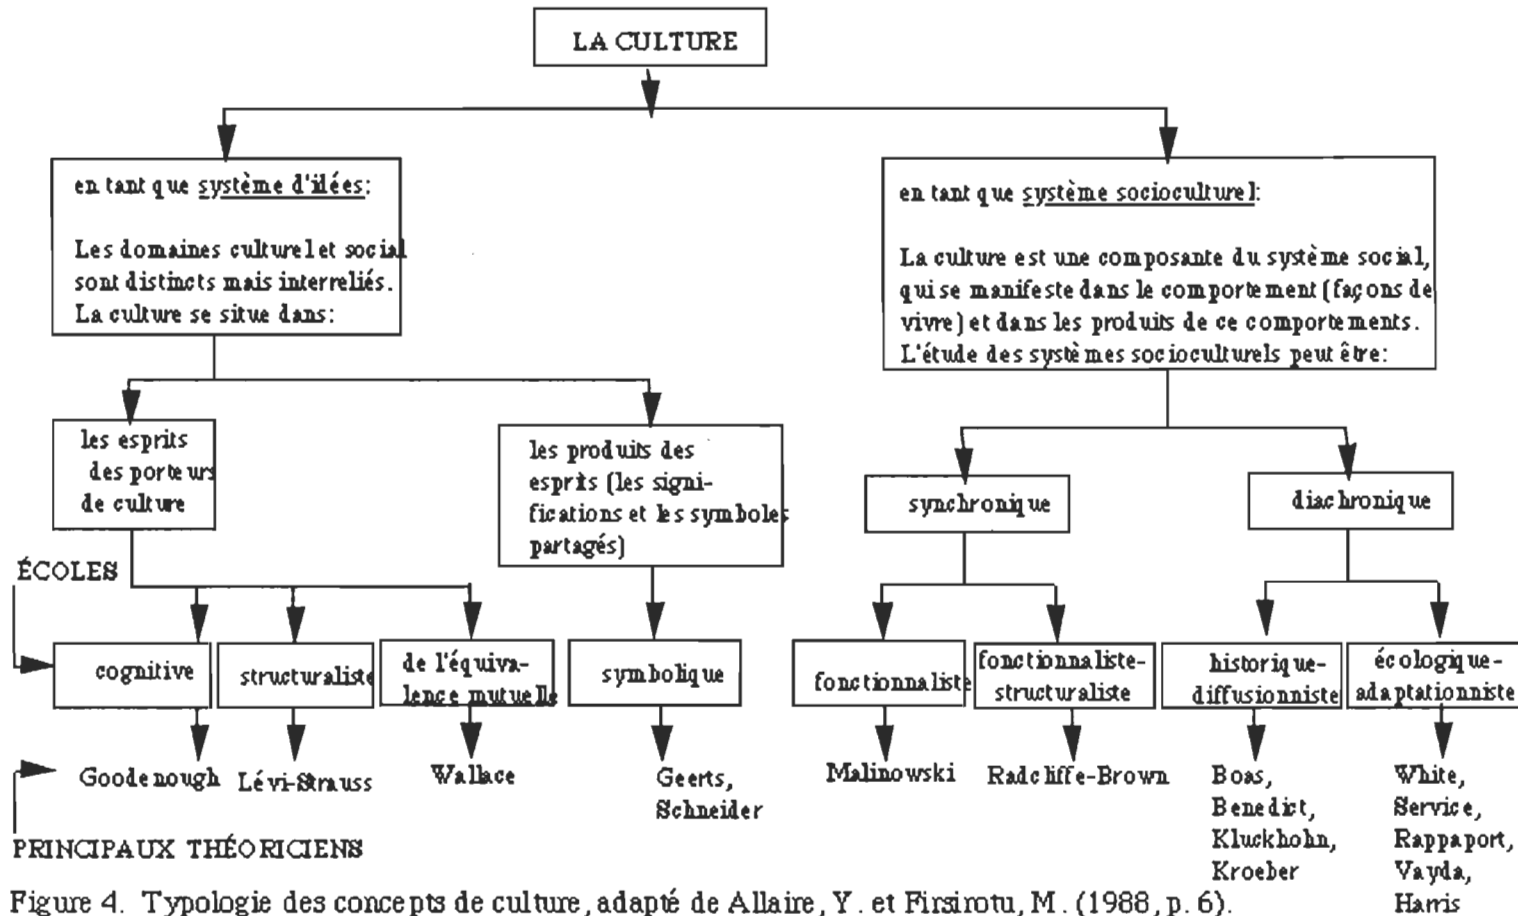 LA CULTURE
en tant que système d'idées:
Les domaines culturel et social
sont distincts mais interreliés.
La culture se situe dans:
en tant que système socioculturel:
La culture est une composante du système social,
qui se manifeste dans le comportement (façons de
vivre) et dans les produits de ce comportements.
L'étude des systèmes socioculturels peut être:
les esprits
des porteurs
de culture
les produits des
esprits (les signi-
fications et les symboles
partagés)
synchronique
diachronique
ÉCOLES
cognitive
structuraliste
de l'équiva-
lence mutuelle
symbolique
fonctionnaliste
fonctionnaliste-
structuraliste
historique-
diffusionniste
écologique-
adaptationniste
Goodenough
Lévi-Strauss
Wallace
Geerts,
Schneider
Malinowski
Radcliffe-Brown
Boas,
Benedict,
Kluckhohn,
Kroeber
White,
Service,
Rappaport,
Vayda,
Harris
PRINCIPAUX THÉORICIENS
Figure 4. Typologie des concepts de culture, adapté de Allaire, Y. et Firsirotu, M. (1988, p. 6).